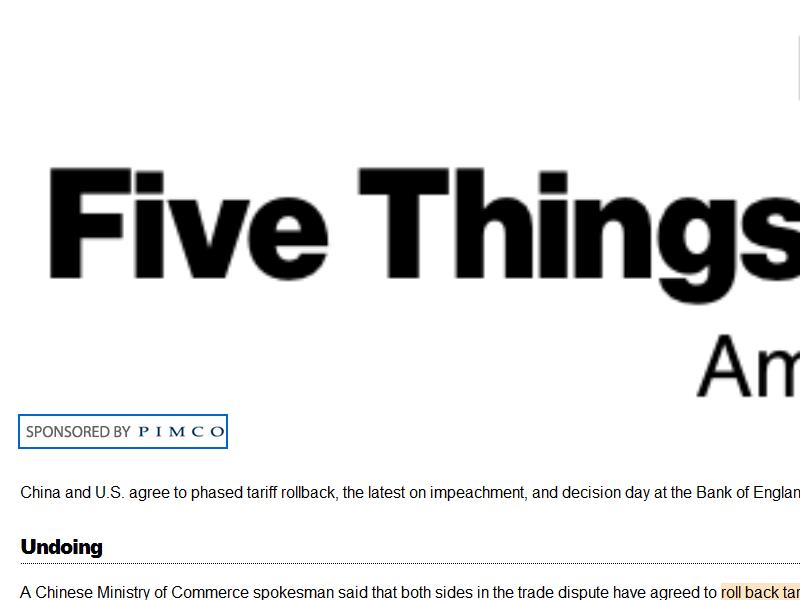 Five Things
Am
SPONSORED BY PIMCO
China and U.S. agree to phased tariff rollback, the latest on impeachment, and decision day at the Bank of Englan
Undoing
A Chinese Ministry of Commerce spokesman said that both sides in the trade dispute have agreed to roll back tar